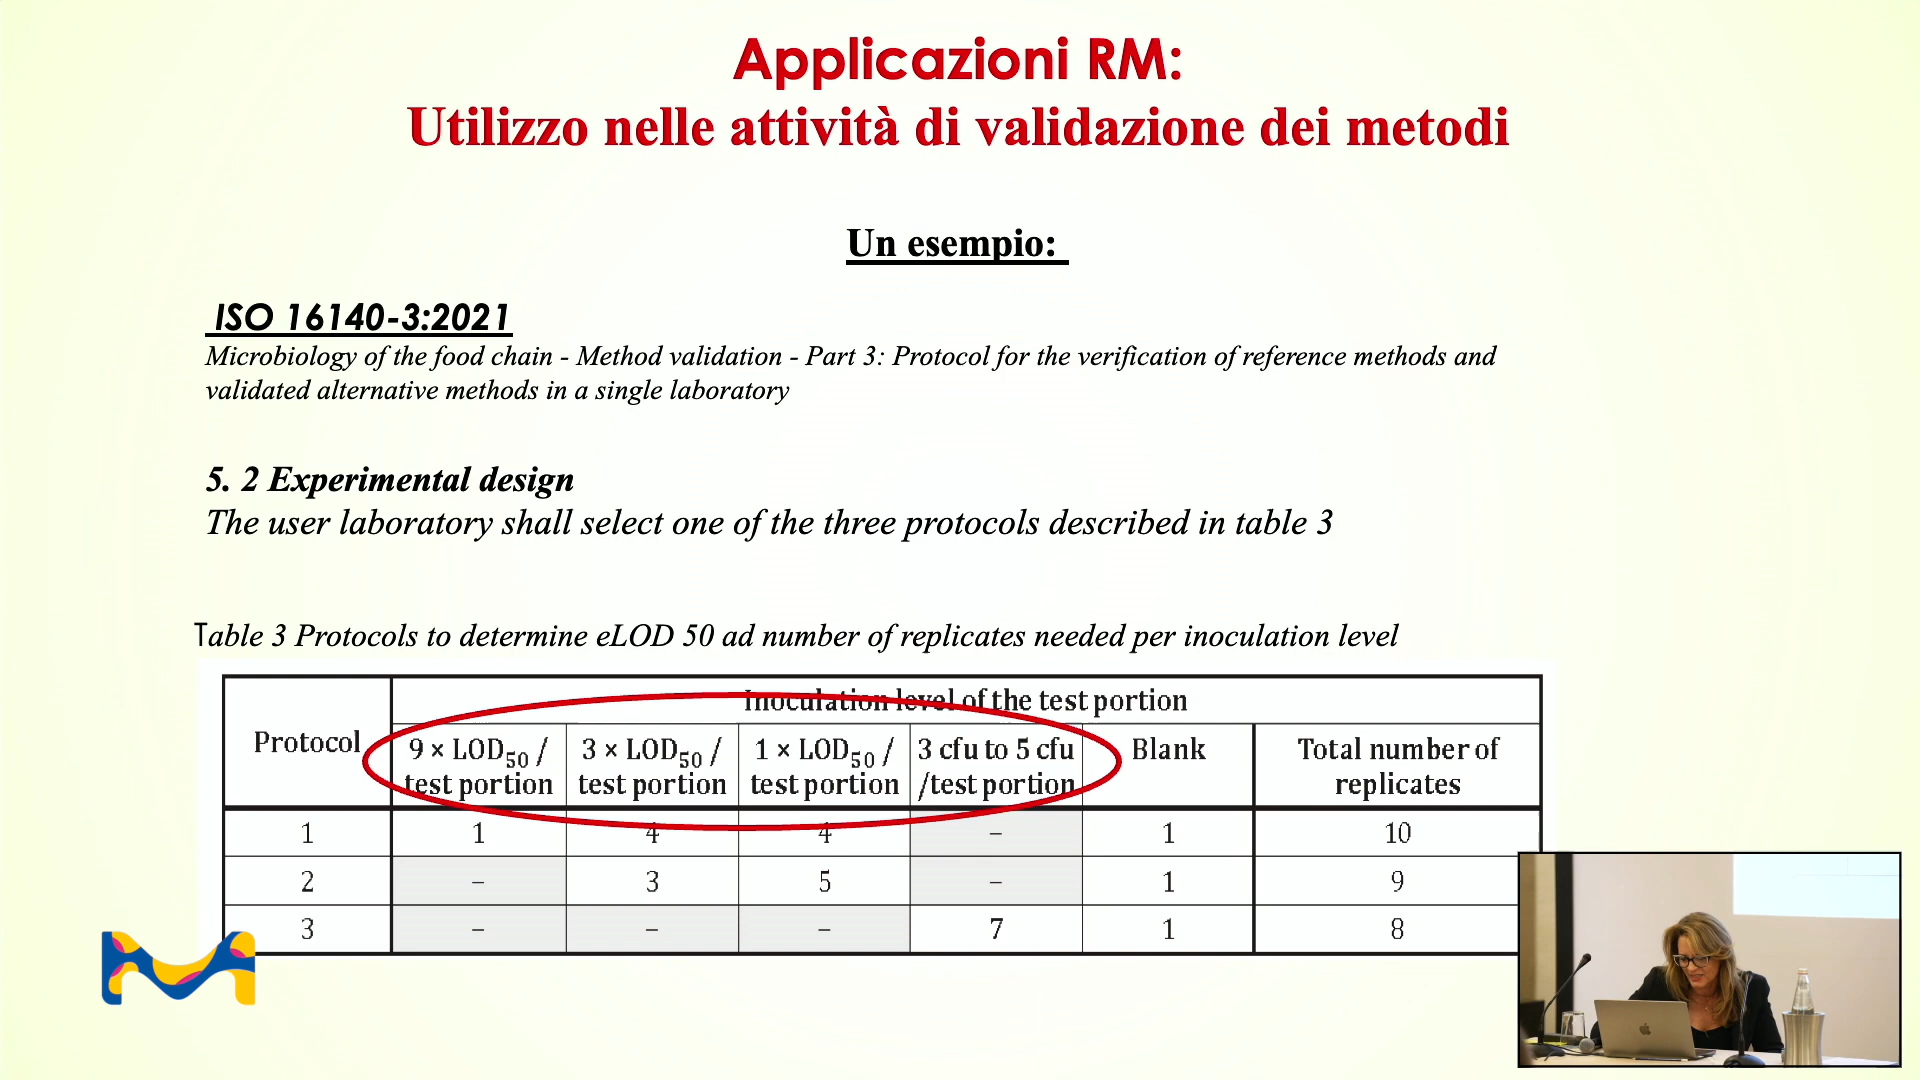 Applicazioni RM:
Utilizzo nelle attività di validazione dei metodi
Un esempio:
ISO 16140-3:2021
Microbiology of the food chain - Method validation - Part 3: Protocol for the verification of reference methods and
validated alternative methods in a single laboratory
5. 2 Experimental design
The user laboratory shall select one of the three protocols described in table 3
Table 3 Protocols to determine eLOD 50 ad number of replicates needed per inoculation level
Protocol
Inoculation level of the test portion
9 × LOD50 /
test portion
3 × LOD50 /
test portion
1 × LOD50 /
test portion
3 cfu to 5 cfu
/test portion
Blank
Total number of
replicates
1 1 4 4 – 1 10
2 – 3 5 – 1 9
3 – – – 7 1 8